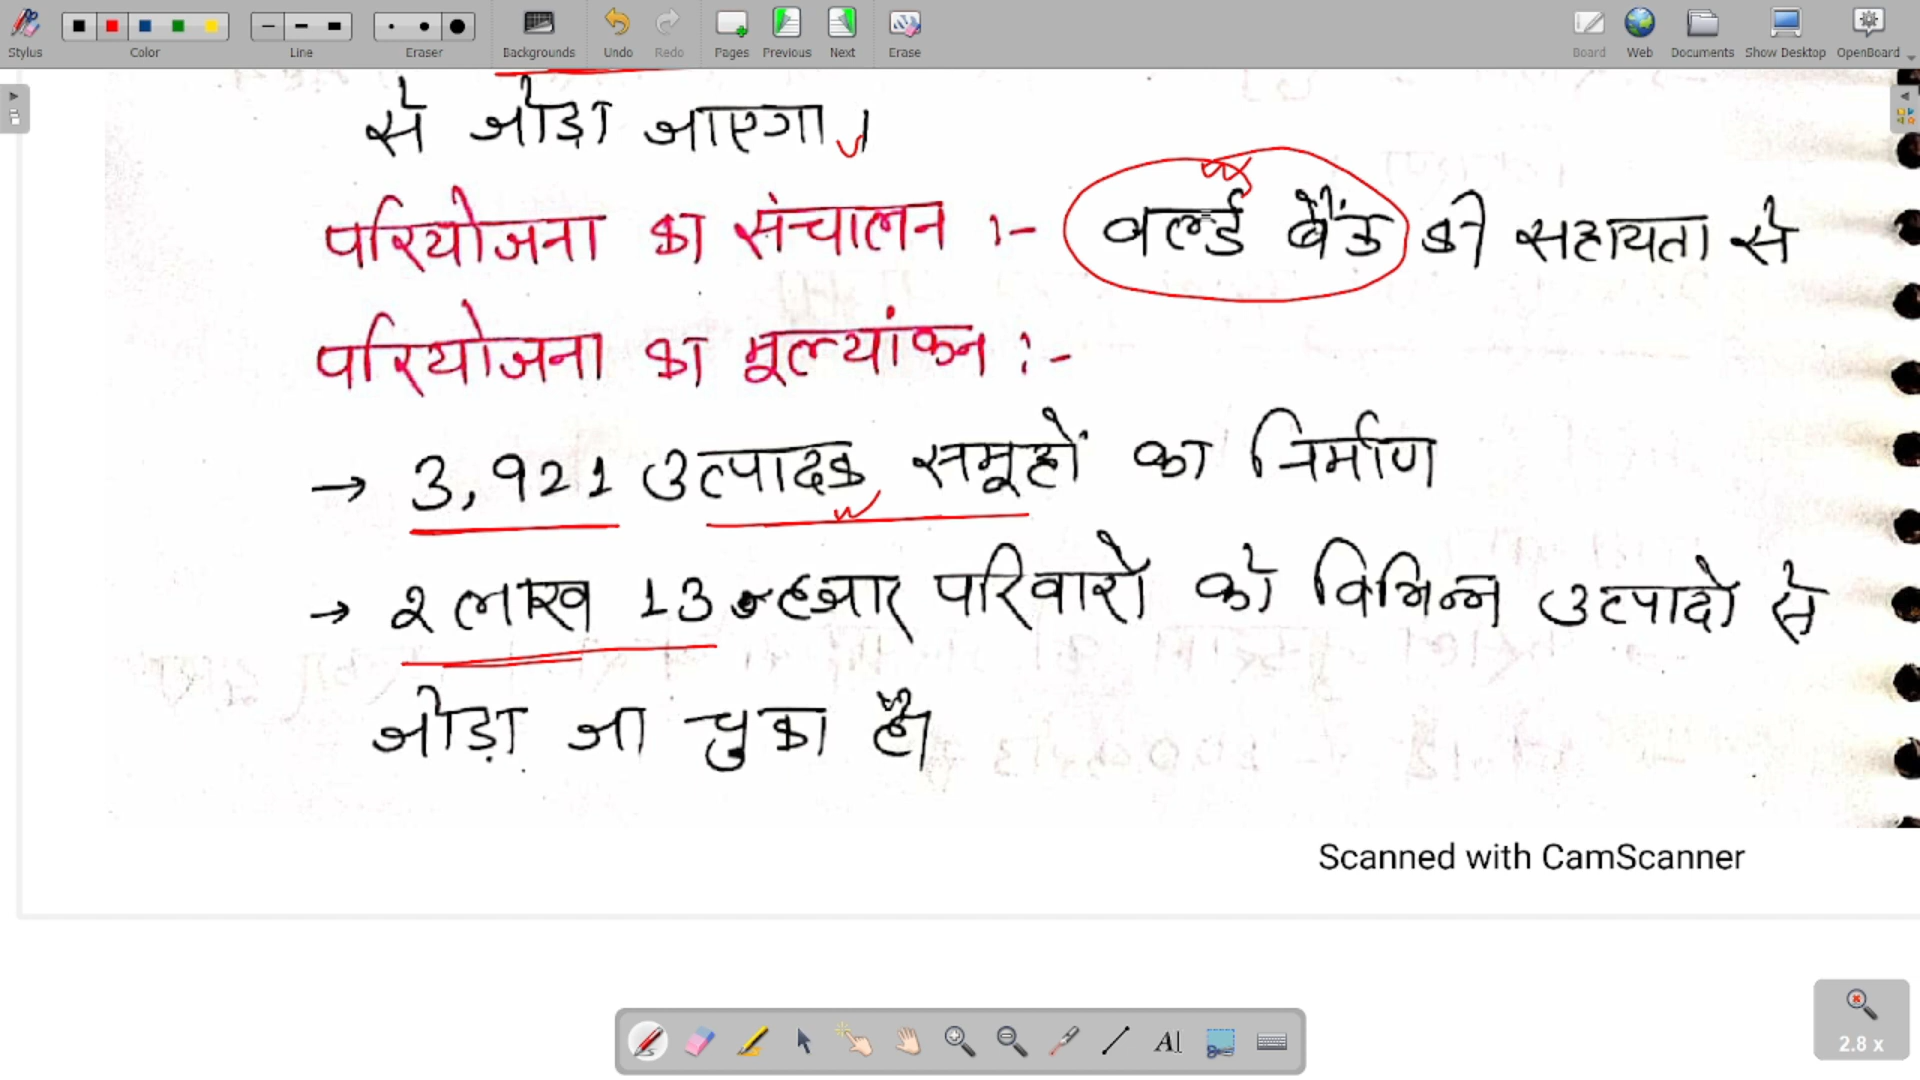 Stylus Color Line Eraser Backgrounds Undo Redo Pages Previous Next Erase Board Web Documents Show Desktop OpenBoard
से जोड़ा जाएगा।
परियोजना का संचालन :- वर्ल्ड बैंक की सहायता से
परियोजना का मूल्यांकन :-
→ 3,921 उत्पादक समूहों का निर्माण
→ 2 लाख 13 हजार परिवारों को विभिन्न उत्पादों से
जोड़ा जा चुका है।
Scanned with CamScanner
2.8 x